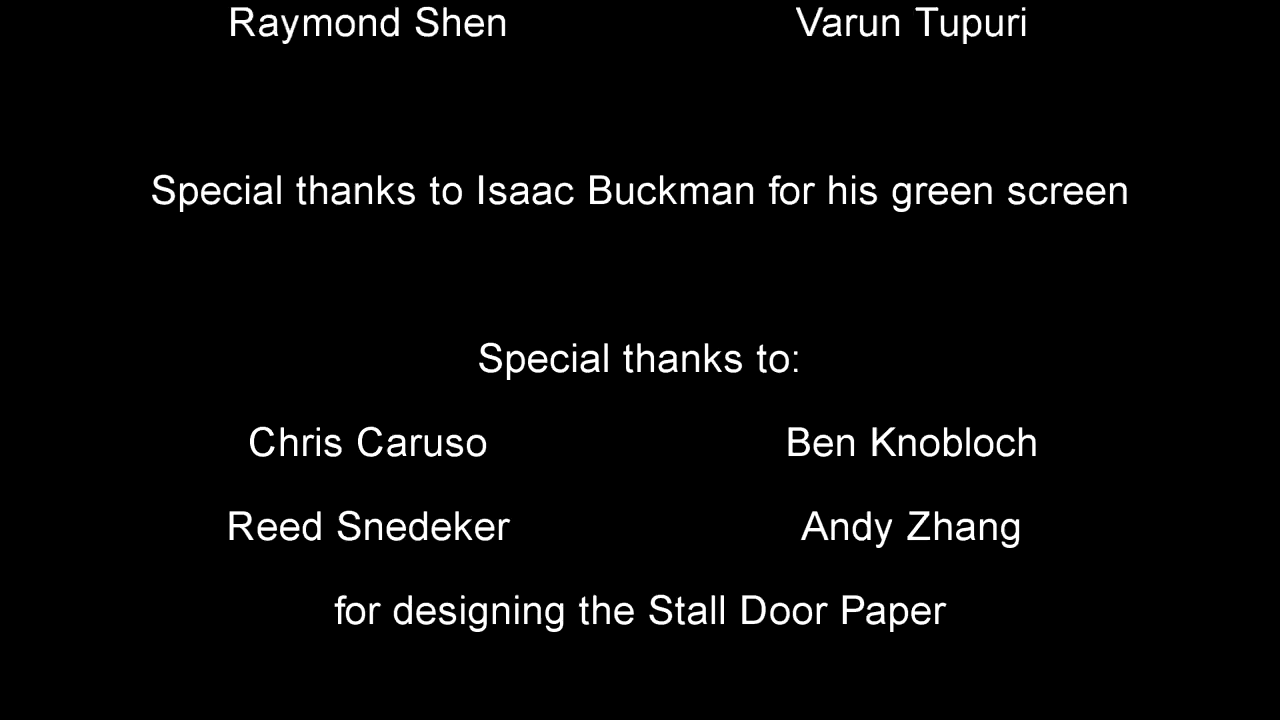 Raymond Shen Varun Tupuri
Special thanks to Isaac Buckman for his green screen
Special thanks to:
Chris Caruso Ben Knobloch
Reed Snedeker Andy Zhang
for designing the Stall Door Paper